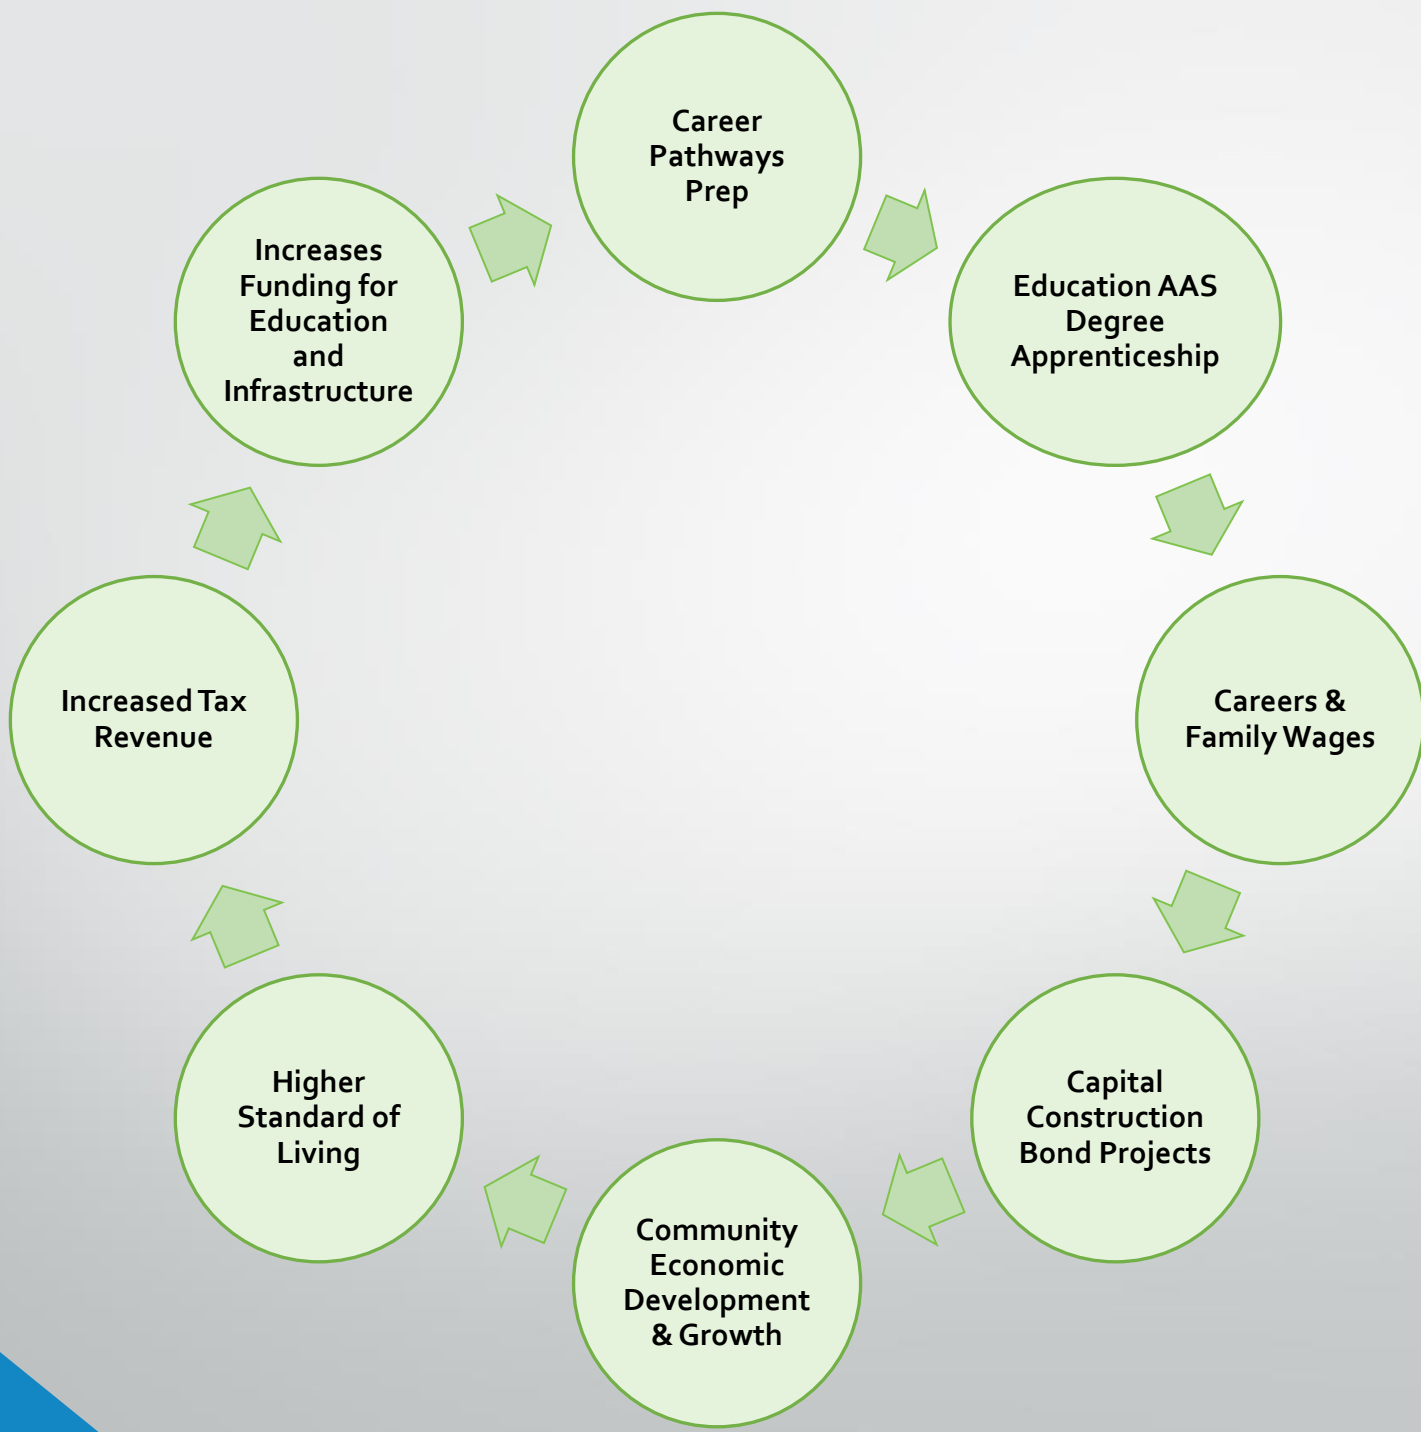 Career
Pathways
Prep
Education AAS
Degree
Apprenticeship
Careers &
Family Wages
Capital
Construction
Bond Projects
Community
Economic
Development
& Growth
Higher
Standard of
Living
Increased Tax
Revenue
Increases
Funding for
Education
and
Infrastructure